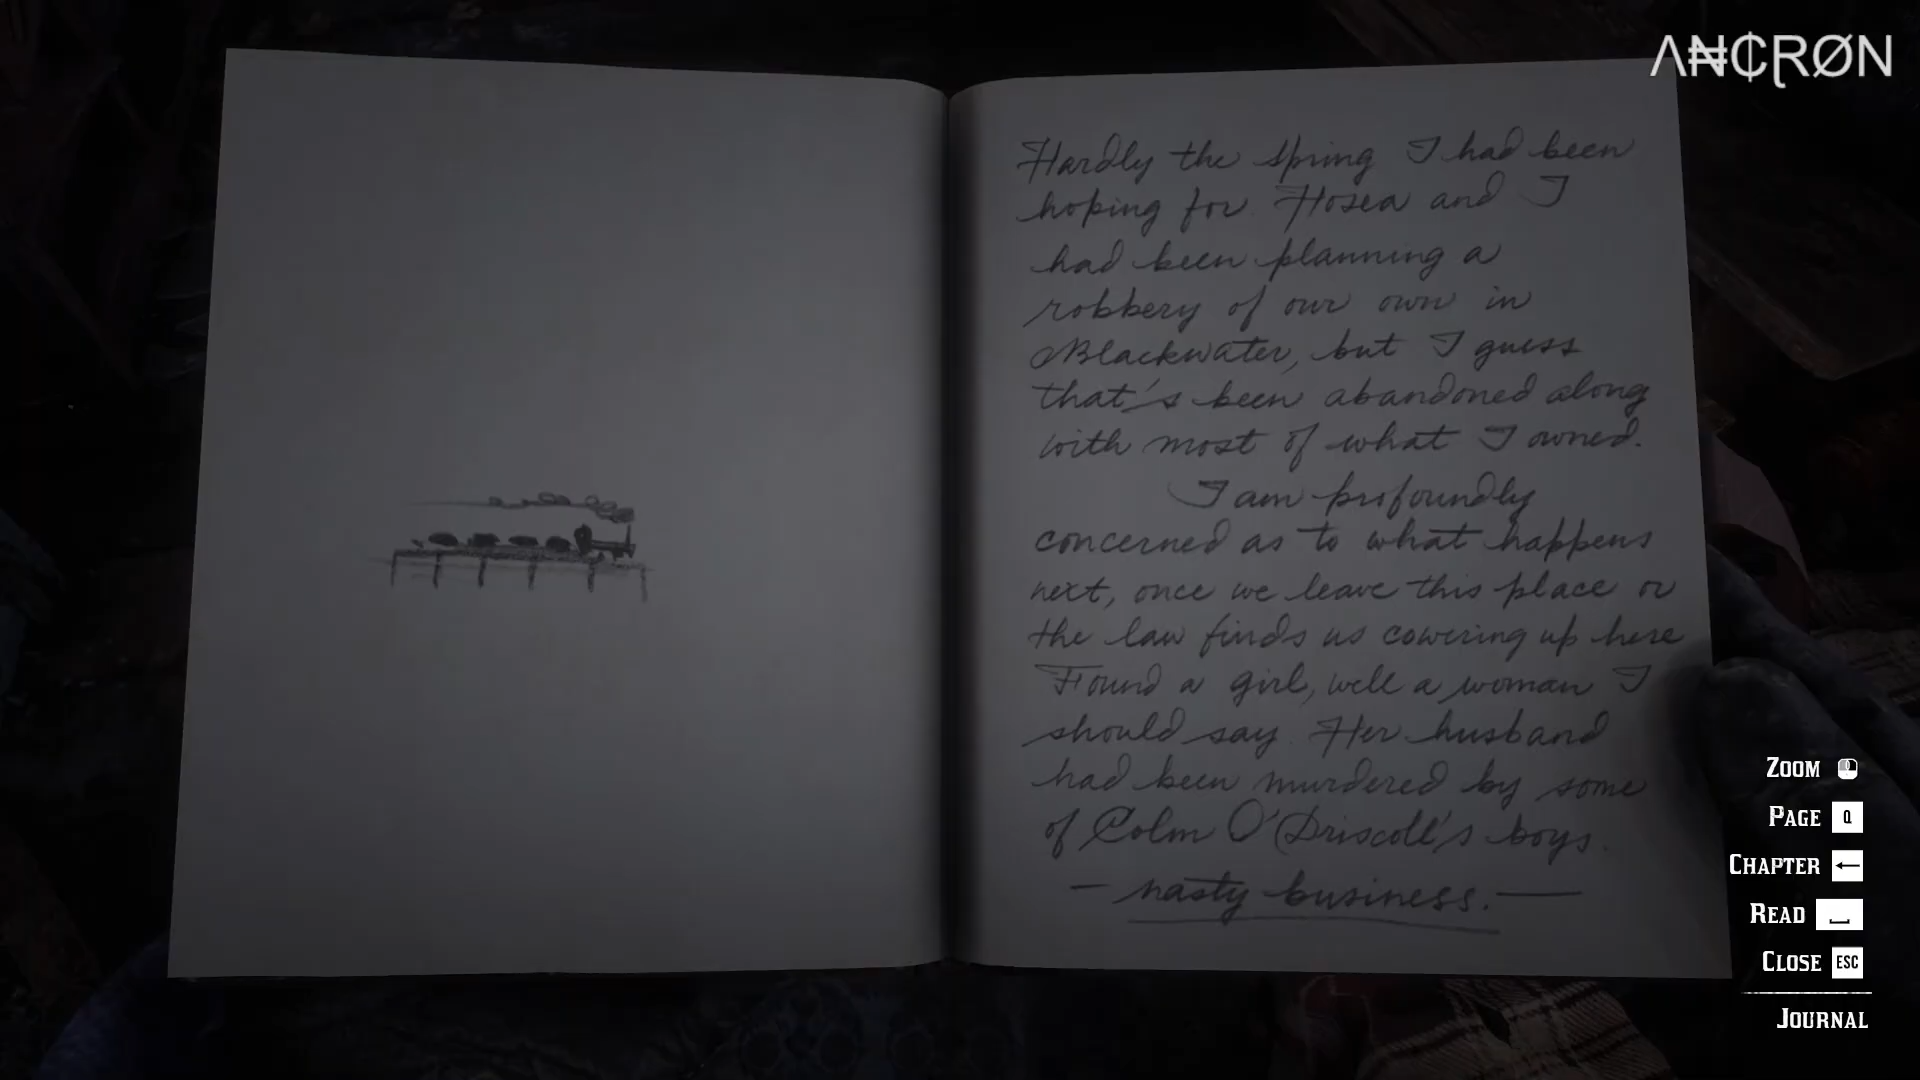 Λ₦₵ⱤØN
Hardly the spring I had been
hoping for. Hosea and I
had been planning a
robbery of our own in
Blackwater, but I guess
that's been abandoned along
with most of what I owned.
I am profoundly
concerned as to what happens
next, once we leave this place or
the law finds us cowering up here
Found a girl, well a woman I
should say. Her husband
had been murdered by some
of Colm O'Driscoll's boys.
— nasty business. —
ZOOM
PAGE Q
CHAPTER ←
READ
CLOSE ESC
JOURNAL